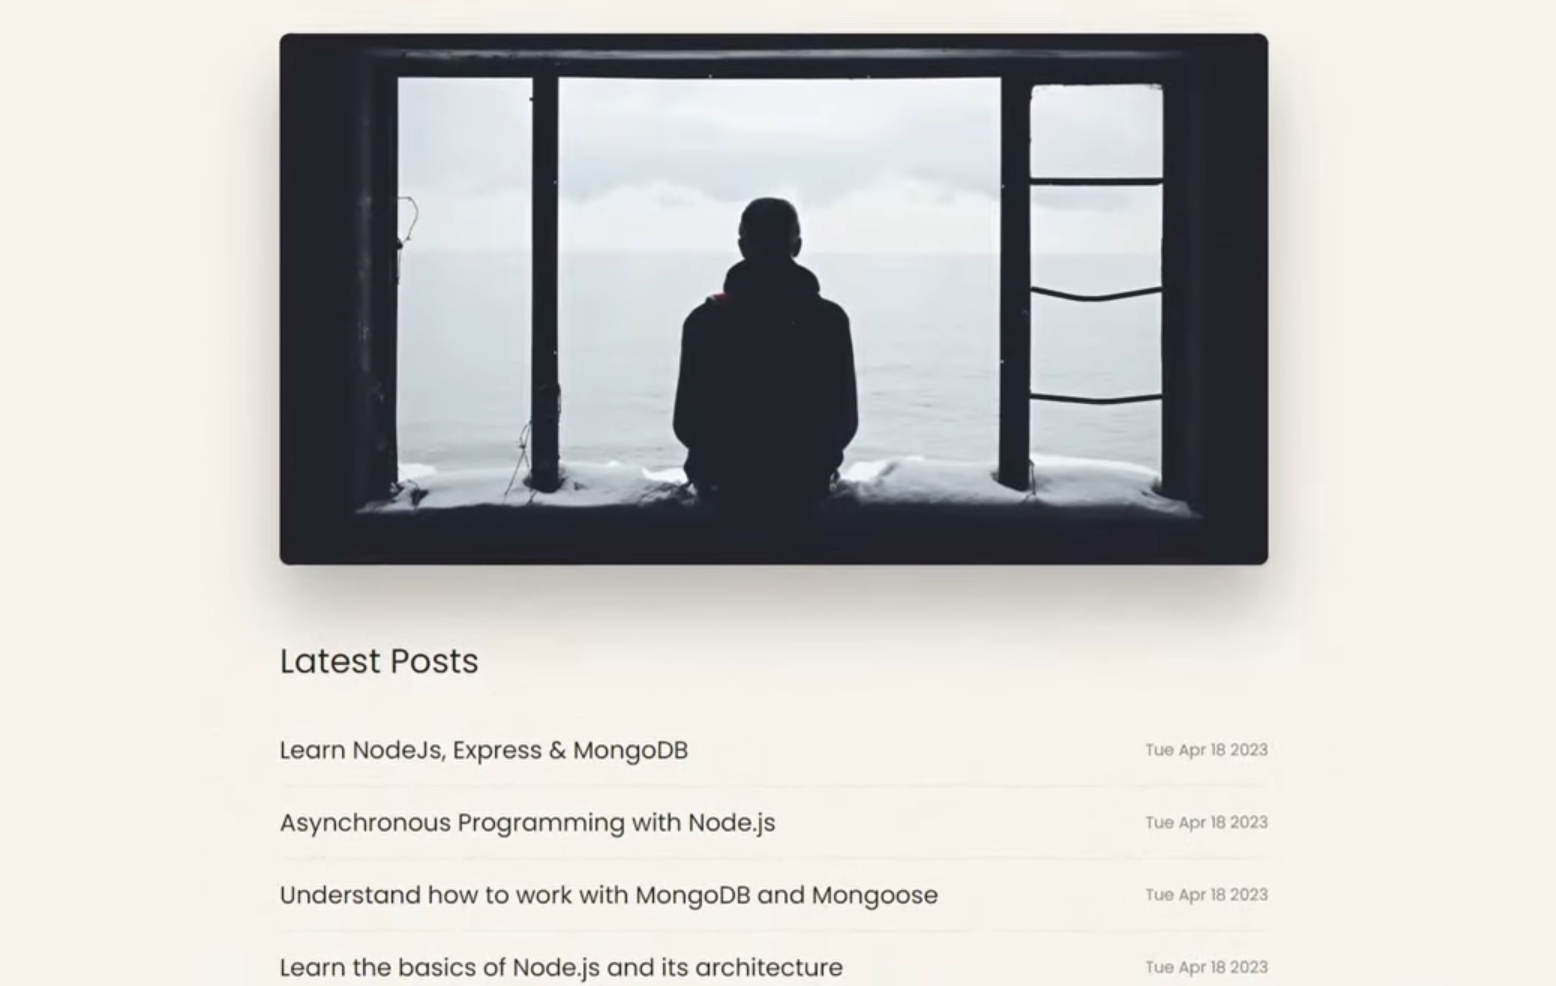 Latest Posts
Learn NodeJs, Express & MongoDB Tue Apr 18 2023
Asynchronous Programming with Node.js Tue Apr 18 2023
Understand how to work with MongoDB and Mongoose Tue Apr 18 2023
Learn the basics of Node.js and its architecture Tue Apr 18 2023